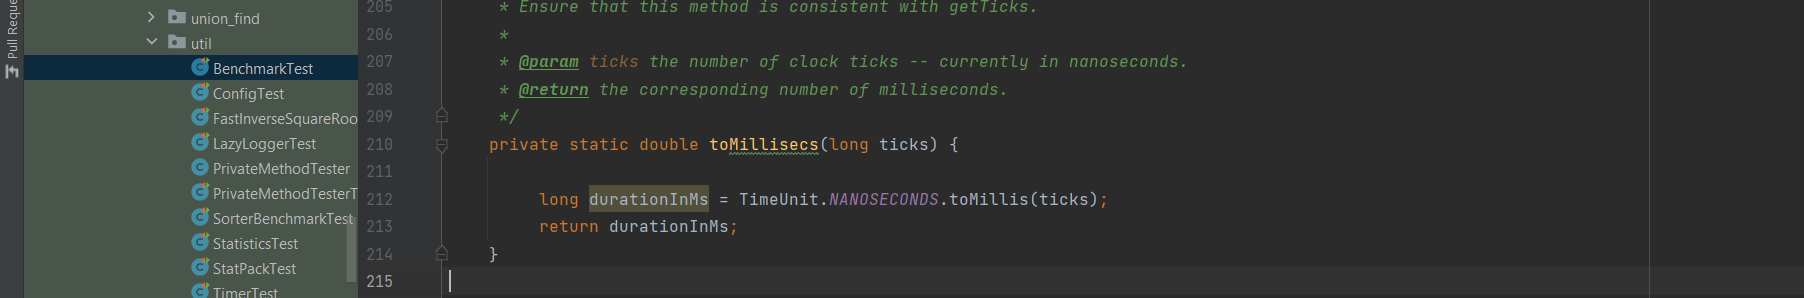 Pull Reque
union_find
util
BenchmarkTest
ConfigTest
FastInverseSquareRoo
LazyLoggerTest
PrivateMethodTester
PrivateMethodTesterT
SorterBenchmarkTest
StatisticsTest
StatPackTest
TimerTest
205 * Ensure that this method is consistent with getTicks.
206 *
207 * @param ticks the number of clock ticks -- currently in nanoseconds.
208 * @return the corresponding number of milliseconds.
209 */
210 private static double toMillisecs(long ticks) {
211
212 long durationInMs = TimeUnit.NANOSECONDS.toMillis(ticks);
213 return durationInMs;
214 }
215